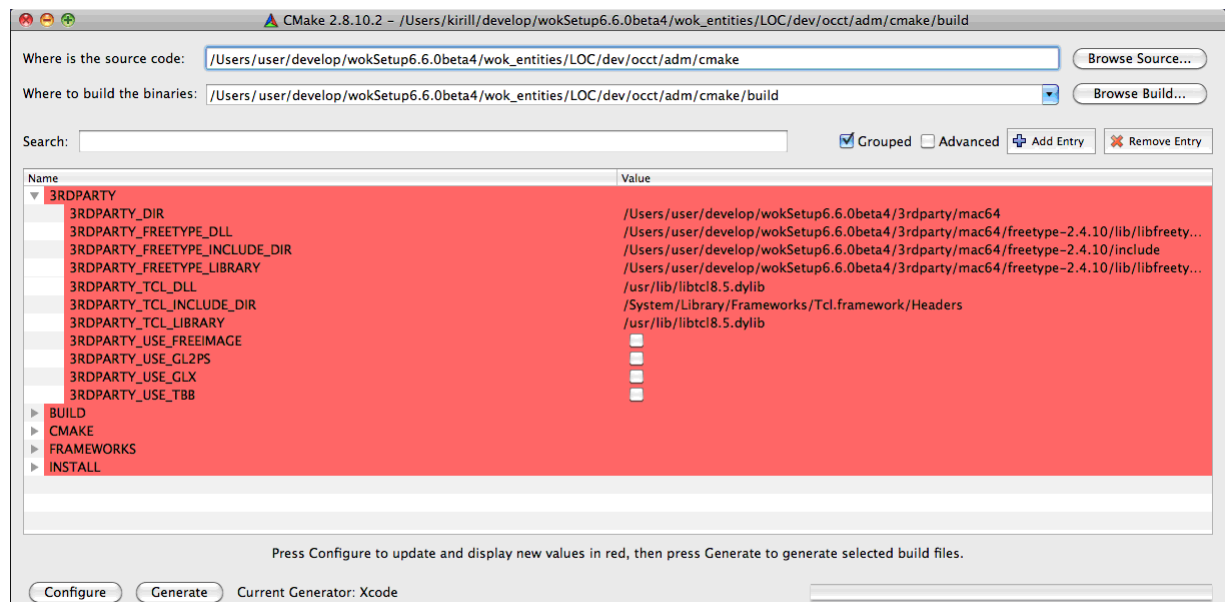 CMake 2.8.10.2 - /Users/kirill/develop/wokSetup6.6.0beta4/wok_entities/LOC/dev/occt/adm/cmake/build
Where is the source code: /Users/user/develop/wokSetup6.6.0beta4/wok_entities/LOC/dev/occt/adm/cmake Browse Source...
Where to build the binaries: /Users/user/develop/wokSetup6.6.0beta4/wok_entities/LOC/dev/occt/adm/cmake/build Browse Build...
Search: Grouped Advanced Add Entry Remove Entry
Name Value
3RDPARTY
3RDPARTY_DIR /Users/user/develop/wokSetup6.6.0beta4/3rdparty/mac64
3RDPARTY_FREETYPE_DLL /Users/user/develop/wokSetup6.6.0beta4/3rdparty/mac64/freetype-2.4.10/lib/libfreety...
3RDPARTY_FREETYPE_INCLUDE_DIR /Users/user/develop/wokSetup6.6.0beta4/3rdparty/mac64/freetype-2.4.10/include
3RDPARTY_FREETYPE_LIBRARY /Users/user/develop/wokSetup6.6.0beta4/3rdparty/mac64/freetype-2.4.10/lib/libfreety...
3RDPARTY_TCL_DLL /usr/lib/libtcl8.5.dylib
3RDPARTY_TCL_INCLUDE_DIR /System/Library/Frameworks/Tcl.framework/Headers
3RDPARTY_TCL_LIBRARY /usr/lib/libtcl8.5.dylib
3RDPARTY_USE_FREEIMAGE
3RDPARTY_USE_GL2PS
3RDPARTY_USE_GLX
3RDPARTY_USE_TBB
BUILD
CMAKE
FRAMEWORKS
INSTALL
Press Configure to update and display new values in red, then press Generate to generate selected build files.
Configure Generate Current Generator: Xcode